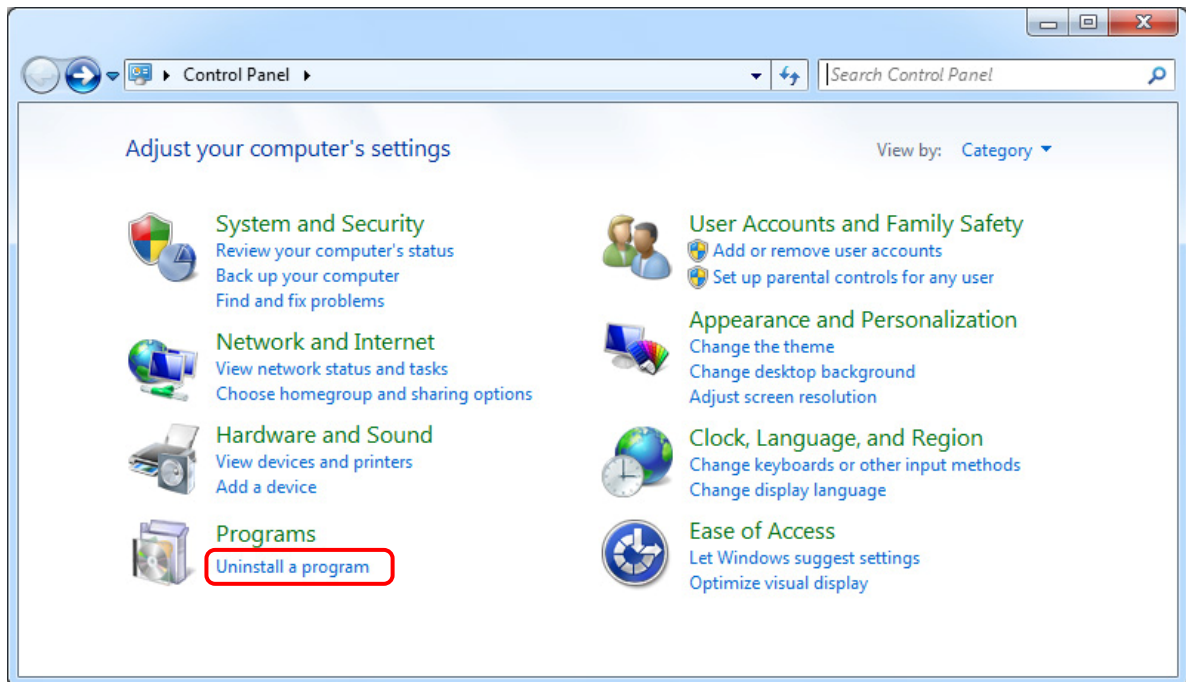 Control Panel
Search Control Panel
Adjust your computer's settings
View by: Category
System and Security
Review your computer's status
Back up your computer
Find and fix problems
Network and Internet
View network status and tasks
Choose homegroup and sharing options
Hardware and Sound
View devices and printers
Add a device
Programs
Uninstall a program
User Accounts and Family Safety
Add or remove user accounts
Set up parental controls for any user
Appearance and Personalization
Change the theme
Change desktop background
Adjust screen resolution
Clock, Language, and Region
Change keyboards or other input methods
Change display language
Ease of Access
Let Windows suggest settings
Optimize visual display